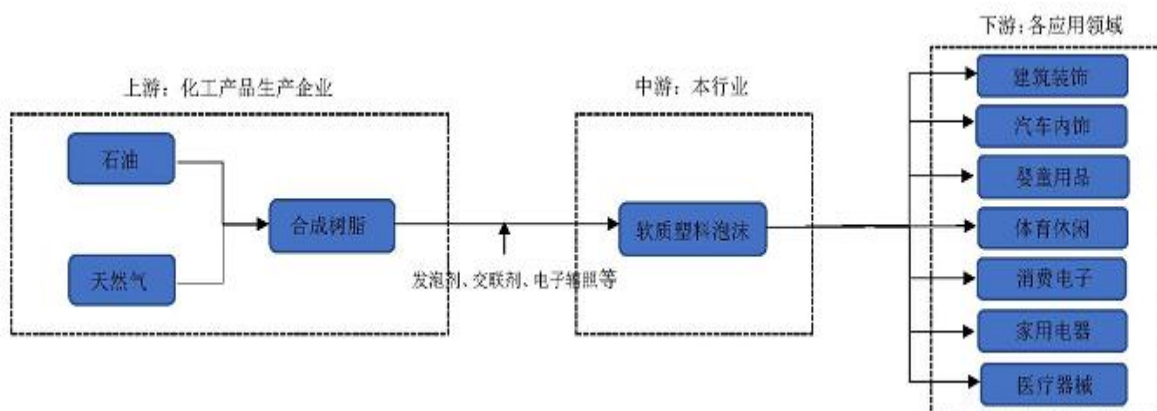 下游：各应用领域
上游：化工产品生产企业
中游：本行业
石油
天然气
合成树脂
发泡剂、交联剂、电子辐照等
软质塑料泡沫
建筑装饰
汽车内饰
婴童用品
体育休闲
消费电子
家用电器
医疗器械